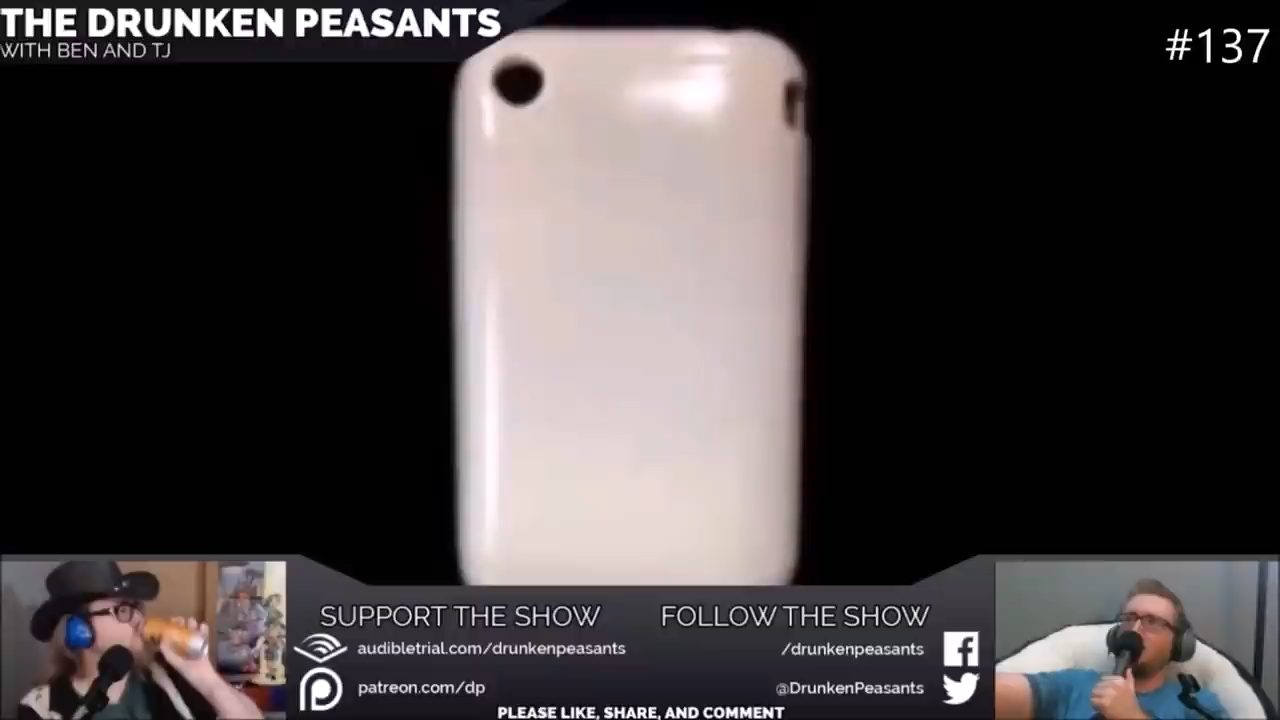 THE DRUNKEN PEASANTS
WITH BEN AND TJ
#137
SUPPORT THE SHOW
audibletrial.com/drunkenpeasants
patreon.com/dp
FOLLOW THE SHOW
/drunkenpeasants
@DrunkenPeasants
PLEASE LIKE, SHARE, AND COMMENT